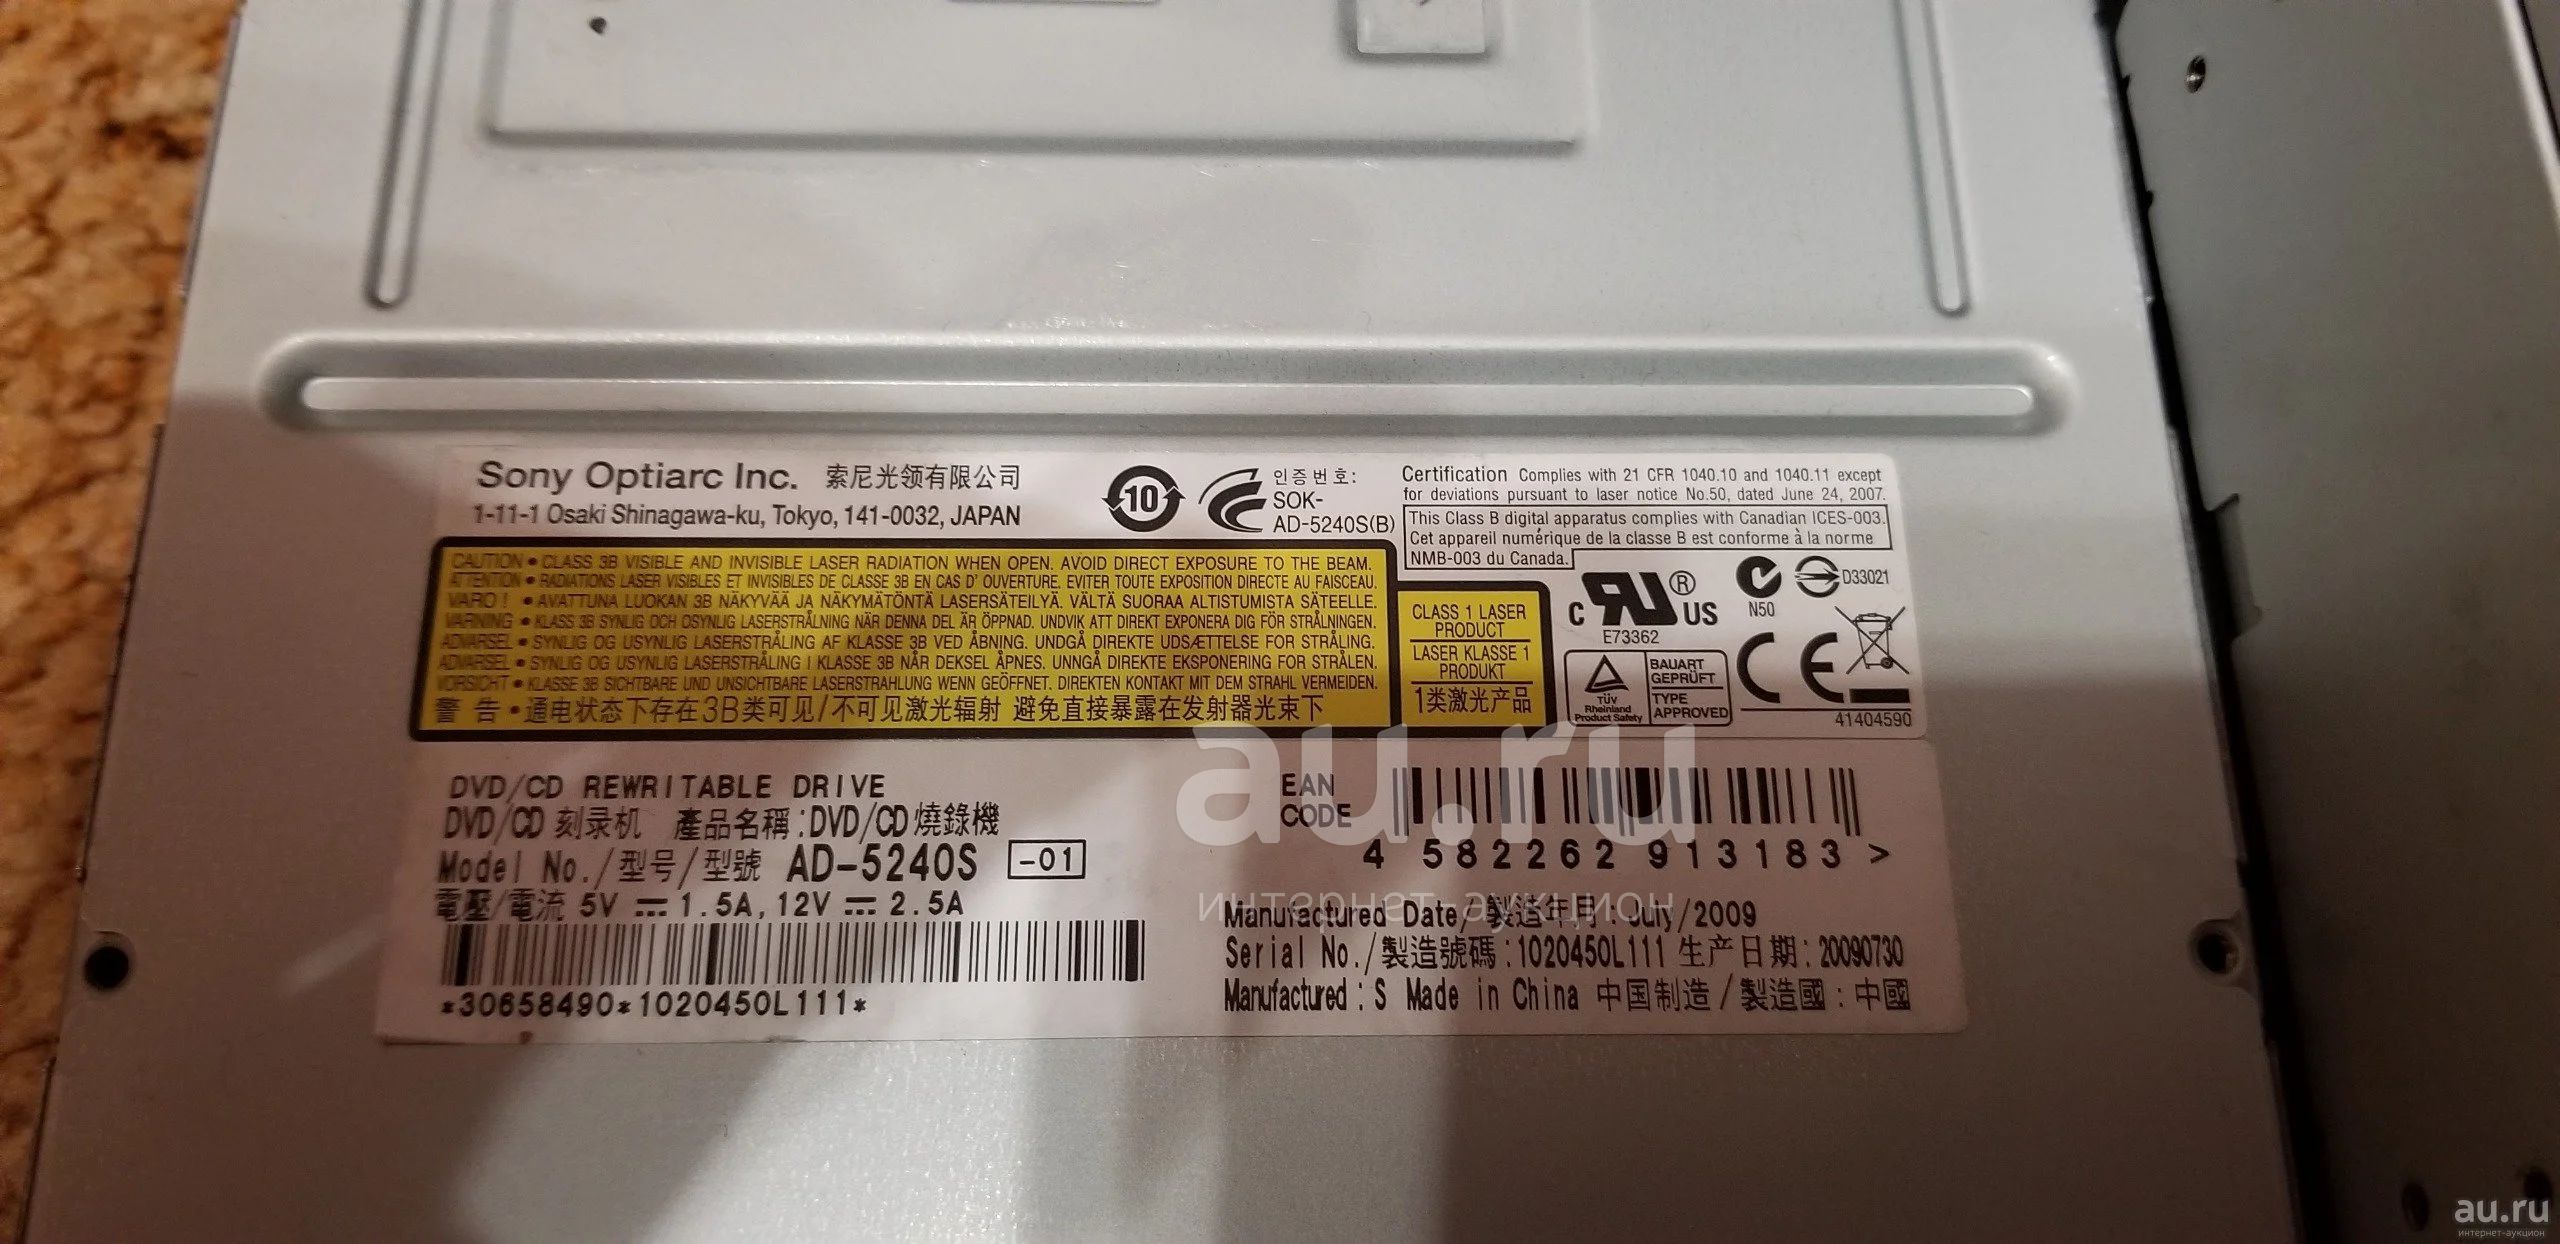 Sony Optiarc Inc. 索尼光领有限公司
1-11-1 Osaki Shinagawa-ku, Tokyo, 141-0032, JAPAN
10
인증번호:
SOK-
AD-5240S(B)
Certification Complies with 21 CFR 1040.10 and 1040.11 except
for deviations pursuant to laser notice No.50, dated June 24, 2007.
This Class B digital apparatus complies with Canadian ICES-003.
Cet appareil numérique de la classe B est conforme à la norme
NMB-003 du Canada.
CAUTION • CLASS 3B VISIBLE AND INVISIBLE LASER RADIATION WHEN OPEN. AVOID DIRECT EXPOSURE TO THE BEAM.
ATTENTION • RADIATIONS LASER VISIBLES ET INVISIBLES DE CLASSE 3B EN CAS D' OUVERTURE. EVITER TOUTE EXPOSITION DIRECTE AU FAISCEAU.
VARO ! • AVATTUNA LUOKAN 3B NÄKYVÄÄ JA NÄKYMÄTÖNTÄ LASERSÄTEILYÄ. VÄLTÄ SUORAA ALTISTUMISTA SÄTEELLE.
VARNING • KLASS 3B SYNLIG OCH OSYNLIG LASERSTRÅLNING NÄR DENNA DEL ÄR ÖPPNAD. UNDVIK ATT DIREKT EXPONERA DIG FÖR STRÅLNINGEN.
ADVARSEL • SYNLIG OG USYNLIG LASERSTRÅLING AF KLASSE 3B VED ÅBNING. UNDGÅ DIREKTE UDSÆTTELSE FOR STRÅLING.
ADVARSEL • SYNLIG OG USYNLIG LASERSTRÅLING I KLASSE 3B NÅR DEKSEL ÅPNES. UNNGÅ DIREKTE EKSPONERING FOR STRÅLEN.
VORSICHT • KLASSE 3B SICHTBARE UND UNSICHTBARE LASERSTRAHLUNG WENN GEÖFFNET. DIREKTEN KONTAKT MIT DEM STRAHL VERMEIDEN.
警 告 • 通电状态下存在3B类可见/不可见激光辐射 避免直接暴露在发射器光束下
CLASS 1 LASER
PRODUCT
LASER KLASSE 1
PRODUKT
1类激光产品
C RU ® US
E73362
N50
D33021
TÜV
Rheinland
Product Safety
BAUART
GEPRÜFT
TYPE
APPROVED
CE
41404590
DVD/CD REWRITABLE DRIVE
DVD/CD 刻录机 產品名稱:DVD/CD燒錄機
Model No./型号/型號 AD-5240S -01
電壓/電流 5V ⎓ 1.5A, 12V ⎓ 2.5A
*30658490*1020450L111*
EAN
CODE
4 582262 913183 >
Manufactured Date/ 製造年月 : July/2009
Serial No./製造號碼:1020450L111 生产日期: 20090730
Manufactured : S Made in China 中国制造/製造國:中國
au.ru
интернет-аукцион
au.ru
интернет-аукцион